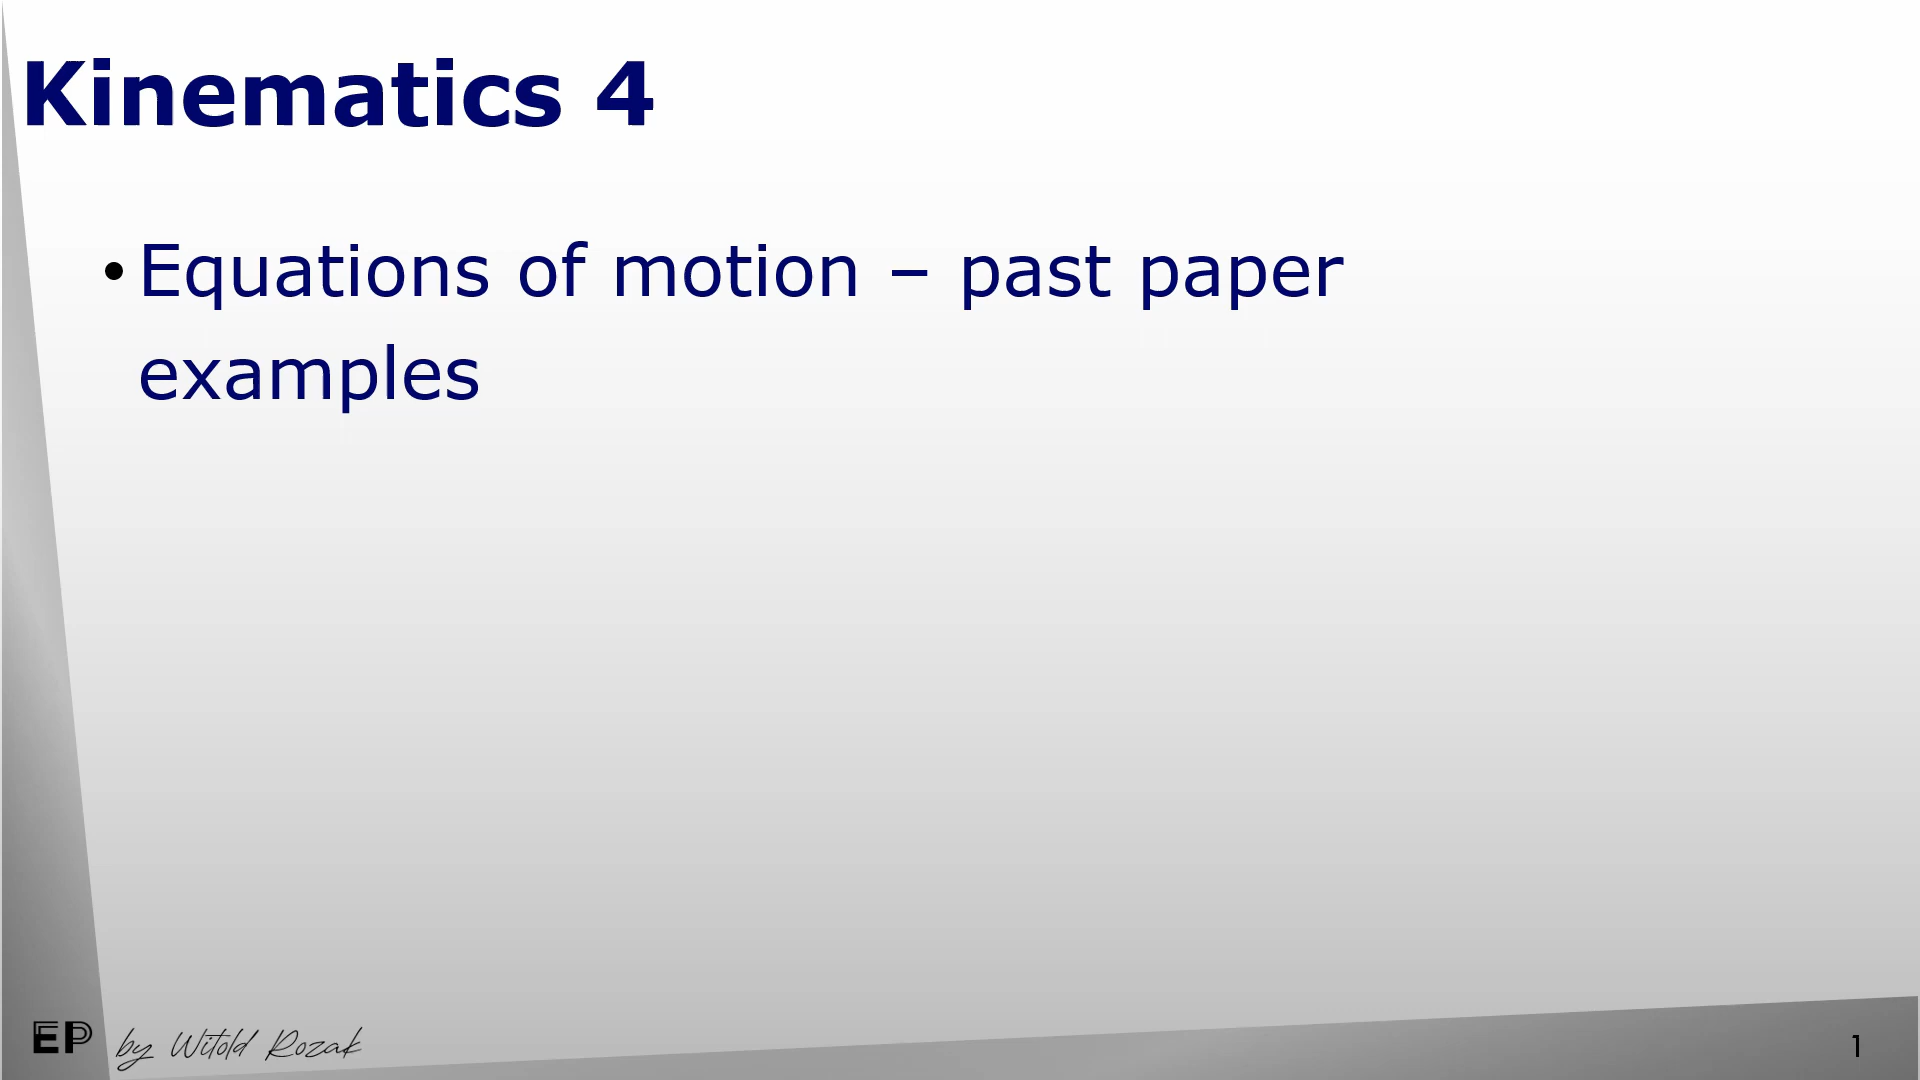 Kinematics 4
• Equations of motion – past paper
examples
EP by Witold Rozak
1